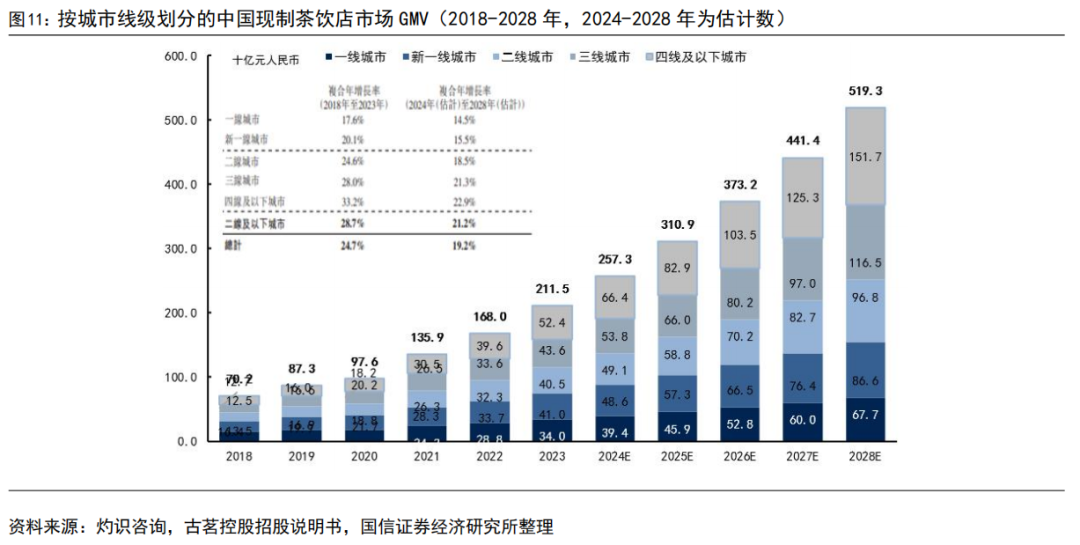 图11：按城市线级划分的中国现制茶饮店市场 GMV（2018-2028 年，2024-2028 年为估计数）
十亿元人民币 一线城市 新一线城市 二线城市 三线城市 四线及以下城市
複合年增長率 複合年增長率
(2018年至2023年) (2024年(估計)至2028年(估計))
一線城市 17.6% 14.5%
新一線城市 20.1% 15.5%
二線城市 24.6% 18.5%
三線城市 28.0% 21.3%
四線及以下城市 33.2% 22.9%
二線及以下城市 28.7% 21.2%
總計 24.7% 19.2%
600.0
500.0
400.0
300.0
200.0
100.0
0.0
70.2 87.3 97.6 135.9 168.0 211.5 257.3 310.9 373.2 441.4 519.3
18.2 30.5 39.6 52.4 66.4 82.9 103.5 125.3 151.7
12.5 16.6 20.2 33.6 43.6 53.8 66.0 80.2 97.0 116.5
26.3 32.3 40.5 49.1 58.8 70.2 82.7 96.8
18.8 28.3 33.7 41.0 48.6 57.3 66.5 76.4 86.6
28.8 34.0 39.4 45.9 52.8 60.0 67.7
2018 2019 2020 2021 2022 2023 2024E 2025E 2026E 2027E 2028E
资料来源：灼识咨询，古茗控股招股说明书，国信证券经济研究所整理